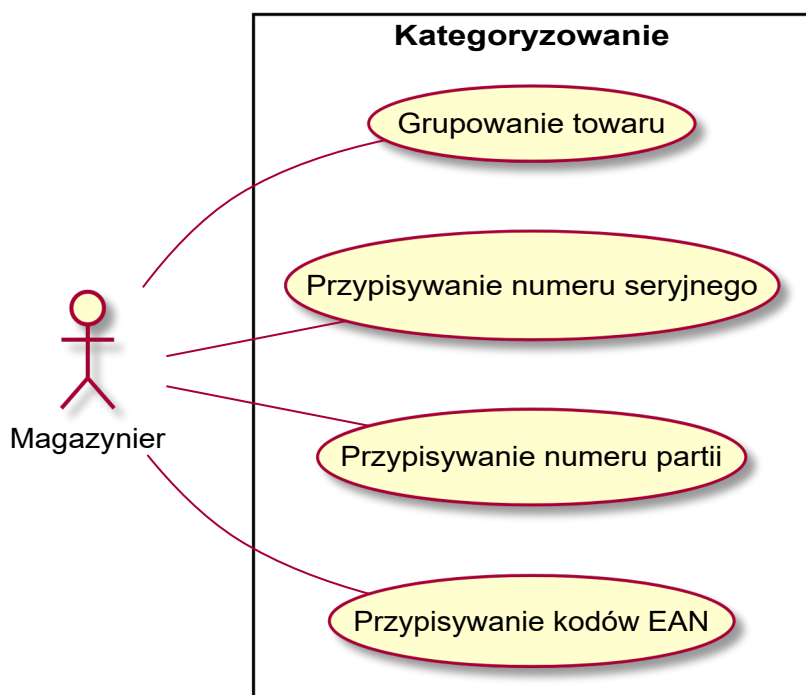 Kategoryzowanie
Grupowanie towaru
Przypisywanie numeru seryjnego
Magazynier
Przypisywanie numeru partii
Przypisywanie kodów EAN